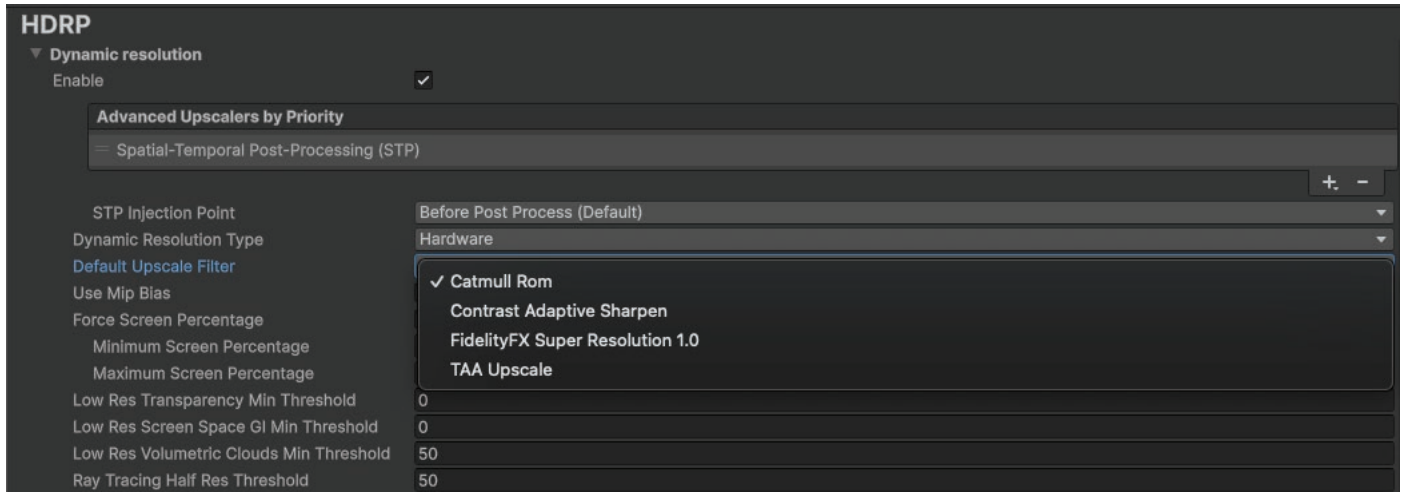 HDRP
Dynamic resolution
Enable
Advanced Upscalers by Priority
Spatial-Temporal Post-Processing (STP)
STP Injection Point Before Post Process (Default)
Dynamic Resolution Type Hardware
Default Upscale Filter
✓ Catmull Rom
Use Mip Bias
Contrast Adaptive Sharpen
Force Screen Percentage
FidelityFX Super Resolution 1.0
Minimum Screen Percentage
TAA Upscale
Maximum Screen Percentage
Low Res Transparency Min Threshold 0
Low Res Screen Space GI Min Threshold 0
Low Res Volumetric Clouds Min Threshold 50
Ray Tracing Half Res Threshold 50